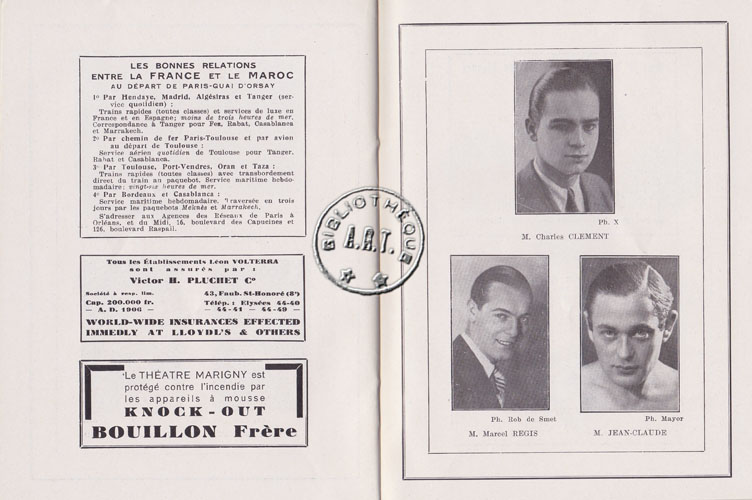 LES BONNES RELATIONS
ENTRE LA FRANCE ET LE MAROC
AU DÉPART DE PARIS-QUAI D'ORSAY
1º Par Hendaye, Madrid, Algésiras et Tanger (ser-
vice quotidien) :
Trains rapides (toutes classes) et services de luxe en
France et en Espagne; moins de trois heures de mer.
Correspondance à Tanger pour Fes, Rabat, Casablanca
et Marrakech.
2º Par chemin de fer Paris-Toulouse et par avion
au départ de Toulouse :
Service aérien quotidien de Toulouse pour Tanger,
Rabat et Casablanca.
3º Par Toulouse, Port-Vendres, Oran et Taza :
Trains rapides (toutes classes) avec transbordement
direct du train au paquebot. Service maritime hebdo-
madaire; vingt-six heures de mer.
4º Par Bordeaux et Casablanca :
Service maritime hebdomadaire. Traversée en trois
jours par les paquebots Meknès et Marrakech.
S'adresser aux Agences des Réseaux de Paris à
Orléans, et du Midi, 16, boulevard des Capucines et
126, boulevard Raspail.
Tous les Établissements Léon VOLTERRA
sont assurés par :
Victor H. PLUCHET Cº
Société à resp. lim. 43, Faub. St-Honoré (8ᵉ)
Cap. 200.000 fr. Télép. : Elysées 44-40
— A. D. 1906 — — 44-41 — 44-49 —
WORLD-WIDE INSURANCES EFFECTED
IMMEDLY AT LLOYDL'S & OTHERS
Le THÉATRE MARIGNY est
protégé contre l'incendie par
les appareils à mousse
KNOCK-OUT
BOUILLON Frère
BIBLIOTHÈQUE
A.R.T.
Ph. X
M. Charles CLEMENT
Ph. Rob de Smet
M. Marcel REGIS
Ph. Mayer
M. JEAN-CLAUDE